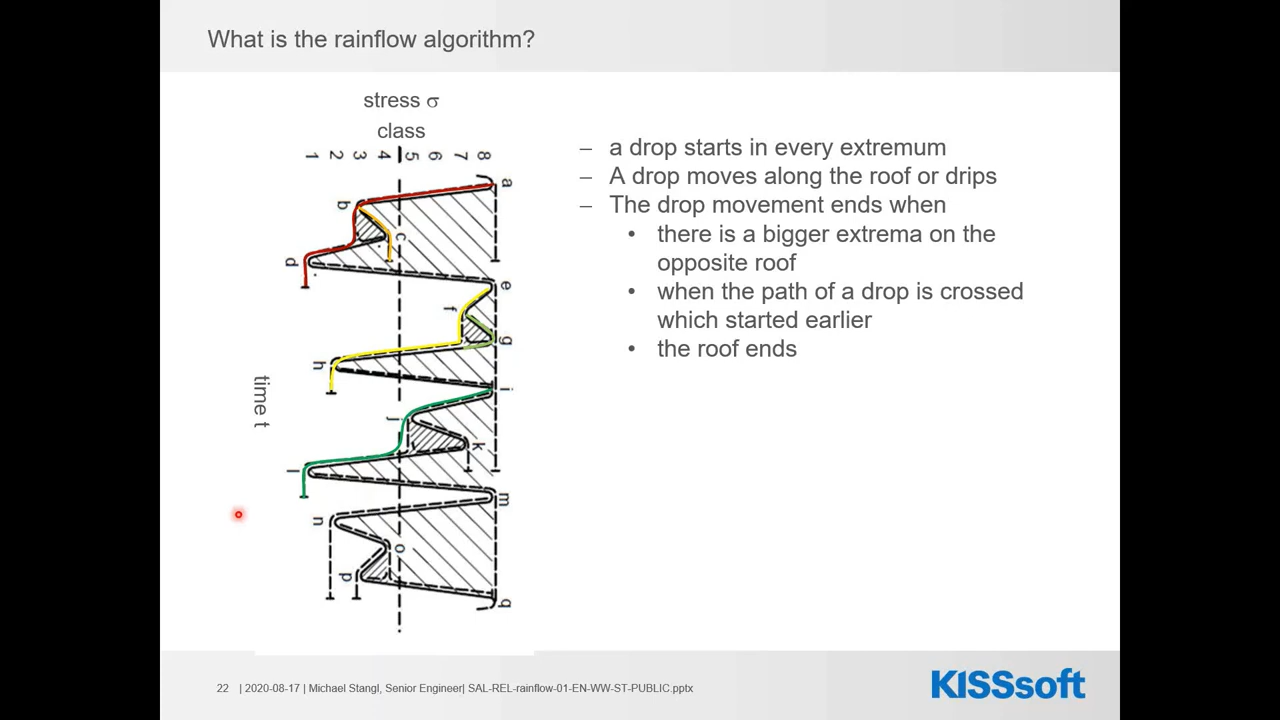 What is the rainflow algorithm?
stress σ
class
1 2 3 4 5 6 7 8
a
b
c
d
e
f
g
h
i
j
k
l
m
n
o
p
q
time t
– a drop starts in every extremum
– A drop moves along the roof or drips
– The drop movement ends when
• there is a bigger extrema on the
opposite roof
• when the path of a drop is crossed
which started earlier
• the roof ends
22 | 2020-08-17 | Michael Stangl, Senior Engineer| SAL-REL-rainflow-01-EN-WW-ST-PUBLIC.pptx
KISSsoft